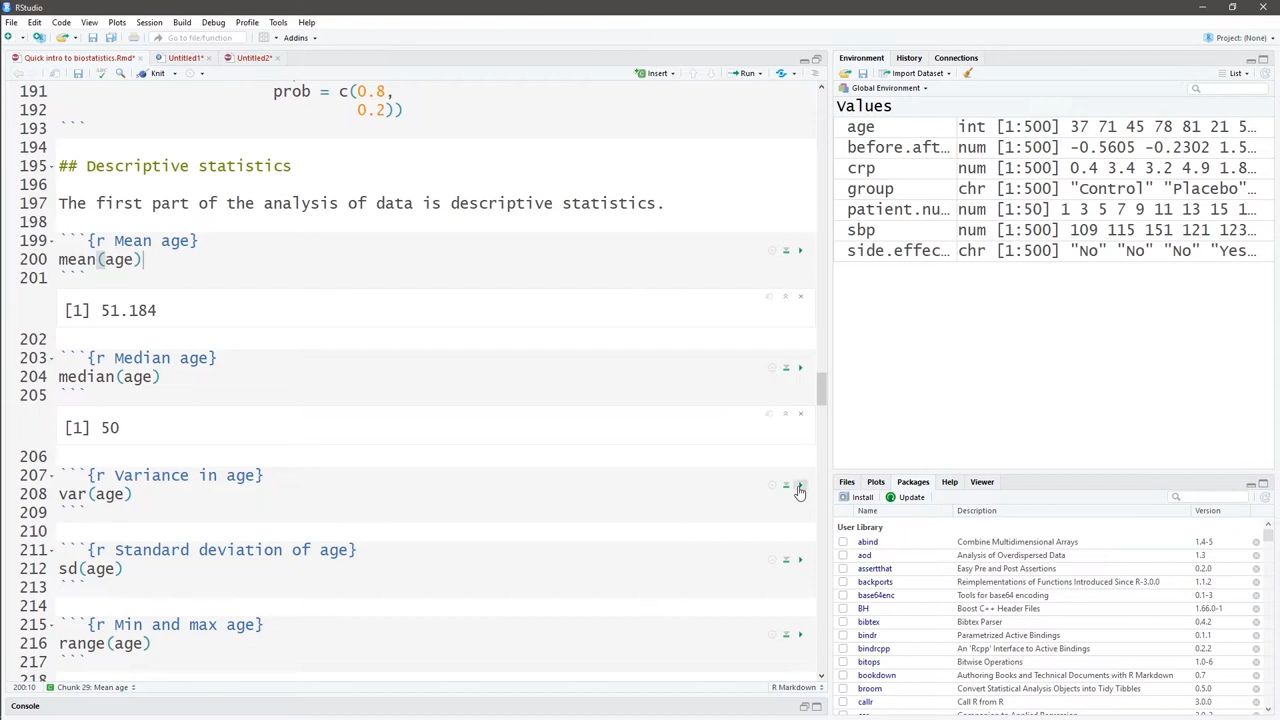 RStudio
File Edit Code View Plots Session Build Debug Profile Tools Help
Go to file/function Addins Project: (None)
Quick intro to biostatistics.Rmd* Untitled1* Untitled2*
Knit Insert Run
191 prob = c(0.8,
192 0.2))
193 ```
194
195 ## Descriptive statistics
196
197 The first part of the analysis of data is descriptive statistics.
198
199 ```{r Mean age}
200 mean(age)
201 ```
[1] 51.184
202
203 ```{r Median age}
204 median(age)
205 ```
[1] 50
206
207 ```{r Variance in age}
208 var(age)
209 ```
210
211 ```{r Standard deviation of age}
212 sd(age)
213 ```
214
215 ```{r Min and max age}
216 range(age)
217 ```
218
200:10 Chunk 29: Mean age R Markdown
Console
Environment History Connections
Import Dataset List
Global Environment
Values
age int [1:500] 37 71 45 78 81 21 5…
before.aft… num [1:500] -0.5605 -0.2302 1.5…
crp num [1:500] 0.4 3.4 3.2 4.9 1.8…
group chr [1:500] "Control" "Placebo"…
patient.nu… num [1:50] 1 3 5 7 9 11 13 15 1…
sbp num [1:500] 109 115 151 121 123…
side.effec… chr [1:500] "No" "No" "No" "Yes…
Files Plots Packages Help Viewer
Install Update
Name Description Version
User Library
abind Combine Multidimensional Arrays 1.4-5
aod Analysis of Overdispersed Data 1.3
assertthat Easy Pre and Post Assertions 0.2.0
backports Reimplementations of Functions Introduced Since R-3.0.0 1.1.2
base64enc Tools for base64 encoding 0.1-3
BH Boost C++ Header Files 1.66.0-1
bibtex Bibtex Parser 0.4.2
bindr Parametrized Active Bindings 0.1.1
bindrcpp An 'Rcpp' Interface to Active Bindings 0.2.2
bitops Bitwise Operations 1.0-6
bookdown Authoring Books and Technical Documents with R Markdown 0.7
broom Convert Statistical Analysis Objects into Tidy Tibbles 0.5.0
callr Call R from R 3.0.0